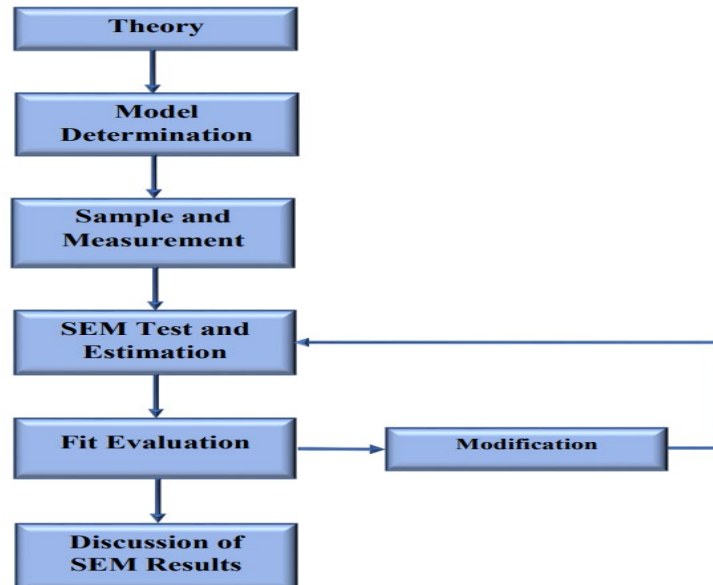 Theory
Model
Determination
Sample and
Measurement
SEM Test and
Estimation
Fit Evaluation
Modification
Discussion of
SEM Results